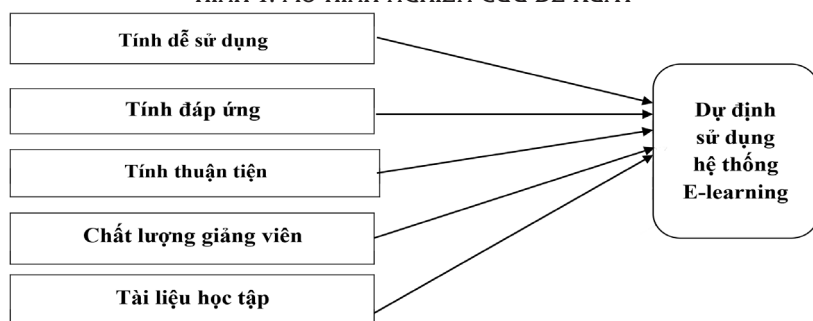 Tính dễ sử dụng
Tính đáp ứng
Tính thuận tiện
Chất lượng giảng viên
Tài liệu học tập
Dự định
sử dụng
hệ thống
E-learning